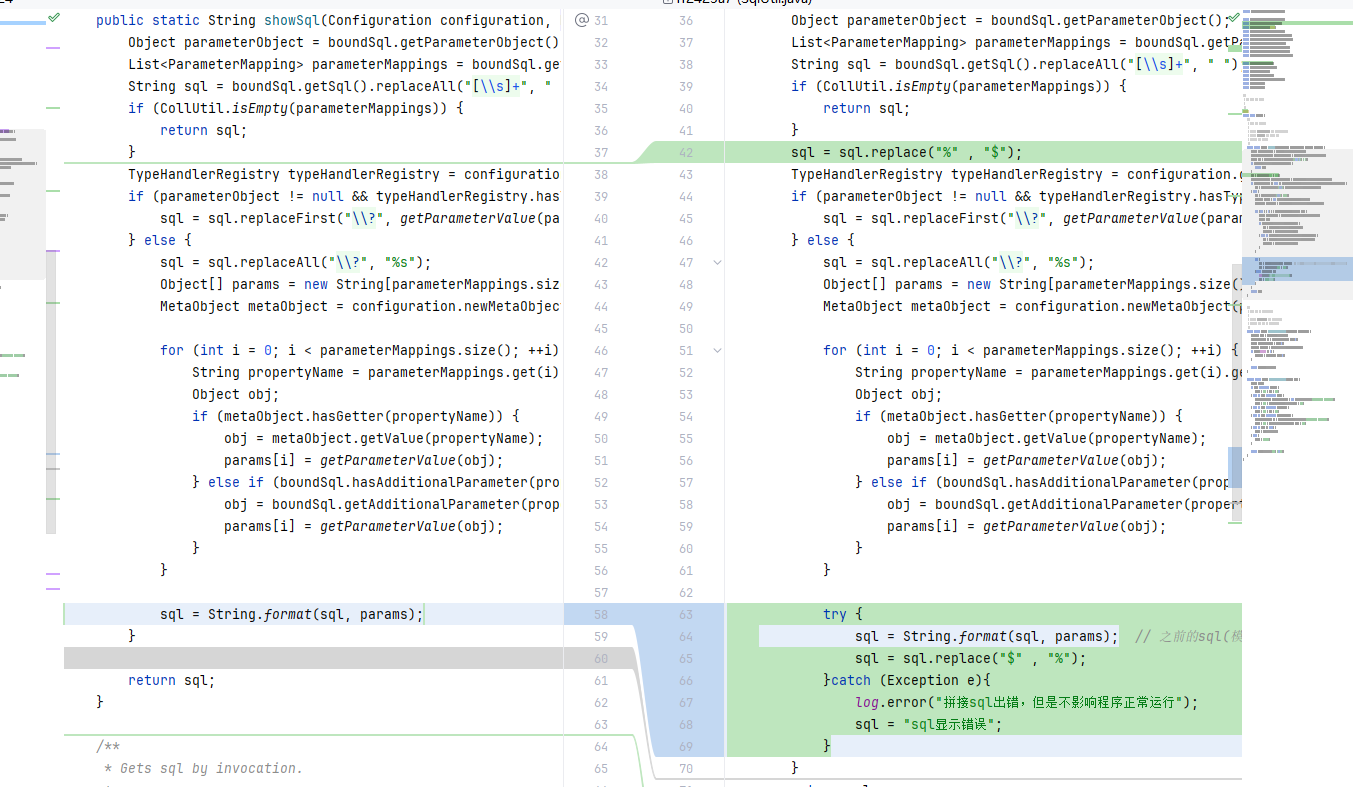 public static String showSql(Configuration configuration,
Object parameterObject = boundSql.getParameterObject()
List<ParameterMapping> parameterMappings = boundSql.ge
String sql = boundSql.getSql().replaceAll("[\\s]+", "
if (CollUtil.isEmpty(parameterMappings)) {
return sql;
}
TypeHandlerRegistry typeHandlerRegistry = configuratio
if (parameterObject != null && typeHandlerRegistry.has
sql = sql.replaceFirst("\\?", getParameterValue(pa
} else {
sql = sql.replaceAll("\\?", "%s");
Object[] params = new String[parameterMappings.siz
MetaObject metaObject = configuration.newMetaObjec
for (int i = 0; i < parameterMappings.size(); ++i)
String propertyName = parameterMappings.get(i)
Object obj;
if (metaObject.hasGetter(propertyName)) {
obj = metaObject.getValue(propertyName);
params[i] = getParameterValue(obj);
} else if (boundSql.hasAdditionalParameter(pro
obj = boundSql.getAdditionalParameter(prop
params[i] = getParameterValue(obj);
}
}
sql = String.format(sql, params);
}
return sql;
}
/**
* Gets sql by invocation.
31 36
32 37
33 38
34 39
35 40
36 41
37 42
38 43
39 44
40 45
41 46
42 47
43 48
44 49
45 50
46 51
47 52
48 53
49 54
50 55
51 56
52 57
53 58
54 59
55 60
56 61
57 62
58 63
59 64
60 65
61 66
62 67
63 68
64 69
65 70
Object parameterObject = boundSql.getParameterObject();
List<ParameterMapping> parameterMappings = boundSql.getP
String sql = boundSql.getSql().replaceAll("[\\s]+", " ")
if (CollUtil.isEmpty(parameterMappings)) {
return sql;
}
sql = sql.replace("%" , "$");
TypeHandlerRegistry typeHandlerRegistry = configuration.
if (parameterObject != null && typeHandlerRegistry.hasTy
sql = sql.replaceFirst("\\?", getParameterValue(param
} else {
sql = sql.replaceAll("\\?", "%s");
Object[] params = new String[parameterMappings.size(
MetaObject metaObject = configuration.newMetaObject(
for (int i = 0; i < parameterMappings.size(); ++i) {
String propertyName = parameterMappings.get(i).ge
Object obj;
if (metaObject.hasGetter(propertyName)) {
obj = metaObject.getValue(propertyName);
params[i] = getParameterValue(obj);
} else if (boundSql.hasAdditionalParameter(prop
obj = boundSql.getAdditionalParameter(proper
params[i] = getParameterValue(obj);
}
}
try {
sql = String.format(sql, params); // 之前的sql(模
sql = sql.replace("$" , "%");
}catch (Exception e){
log.error("拼接sql出错，但是不影响程序正常运行");
sql = "sql显示错误";
}
}